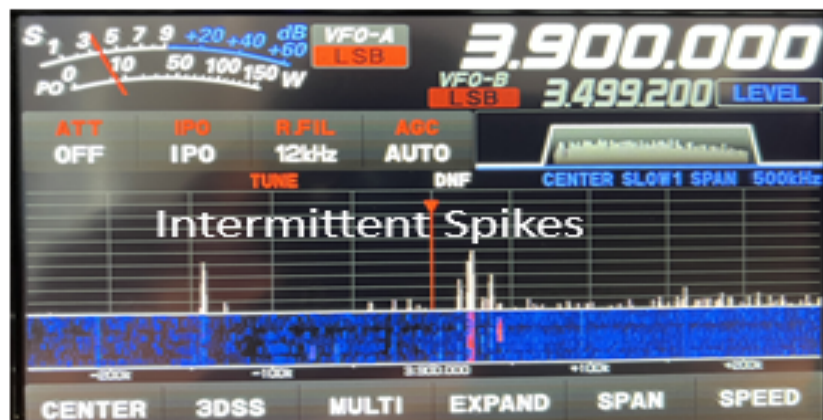 S 1 3 5 7 9 +20 +40 +60 dB
VFO-A
LSB
3.900.000
PO 0 10 50 100 150 W
VFO-B
LSB 3.499.200 LEVEL
ATT IPO R.FIL AGC
OFF IPO 12kHz AUTO
TUNE DNF CENTER SLOW1 SPAN 500kHz
Intermittent Spikes
-200k -100k 3.900.000 +100k +200k
CENTER 3DSS MULTI EXPAND SPAN SPEED